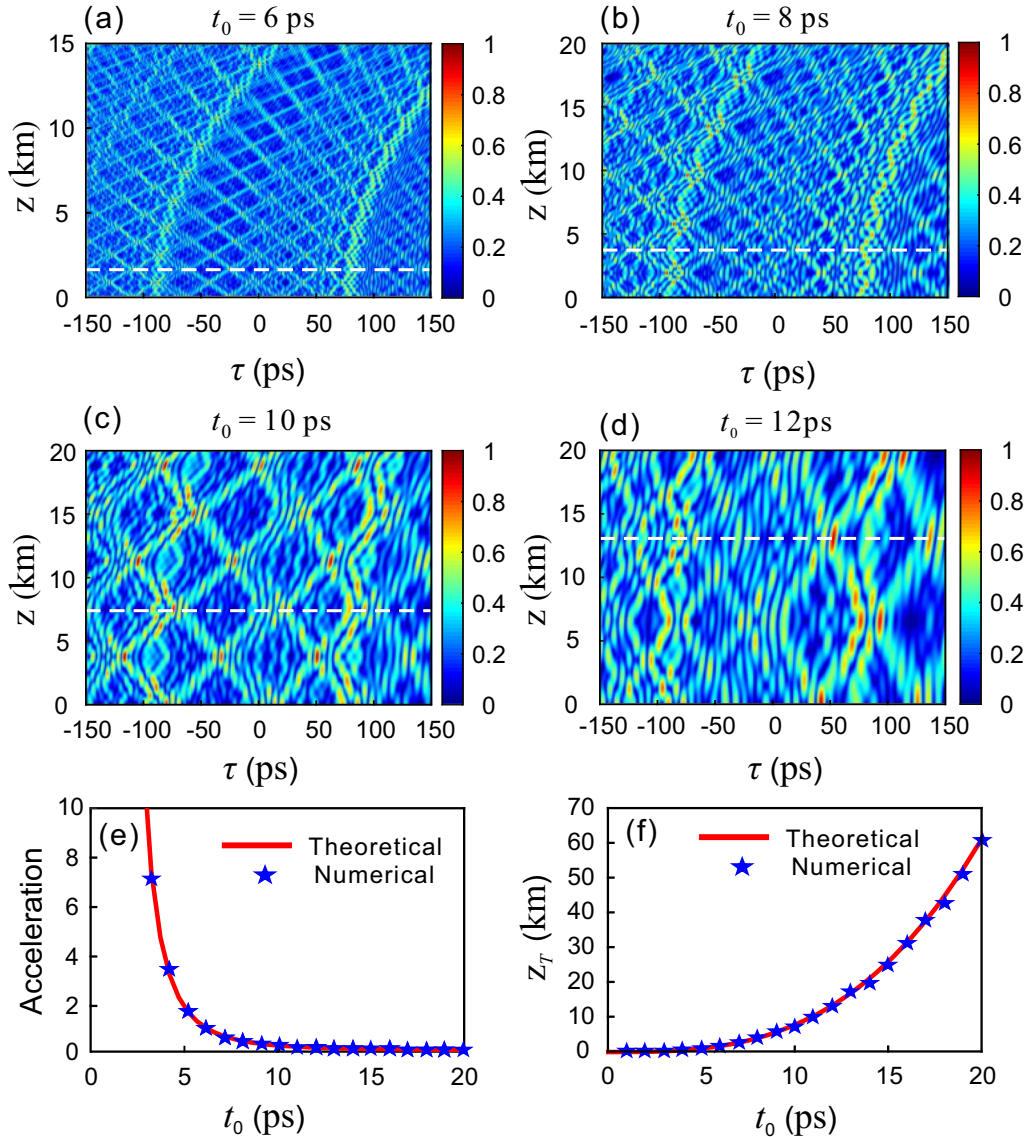 (a) t₀ = 6 ps
15
10
5
0
z (km)
-150 -100 -50 0 50 100 150
τ (ps)
1
0.8
0.6
0.4
0.2
0
(b) t₀ = 8 ps
20
15
10
5
0
z (km)
-150 -100 -50 0 50 100 150
τ (ps)
1
0.8
0.6
0.4
0.2
0
(c) t₀ = 10 ps
20
15
10
5
0
z (km)
-150 -100 -50 0 50 100 150
τ (ps)
1
0.8
0.6
0.4
0.2
0
(d) t₀ = 12ps
20
15
10
5
0
z (km)
-150 -100 -50 0 50 100 150
τ (ps)
1
0.8
0.6
0.4
0.2
0
(e)
Theoretical
Numerical
10
8
6
4
2
0
Acceleration
0 5 10 15 20
t₀ (ps)
(f)
Theoretical
Numerical
70
60
50
40
30
20
10
0
z_T (km)
0 5 10 15 20
t₀ (ps)